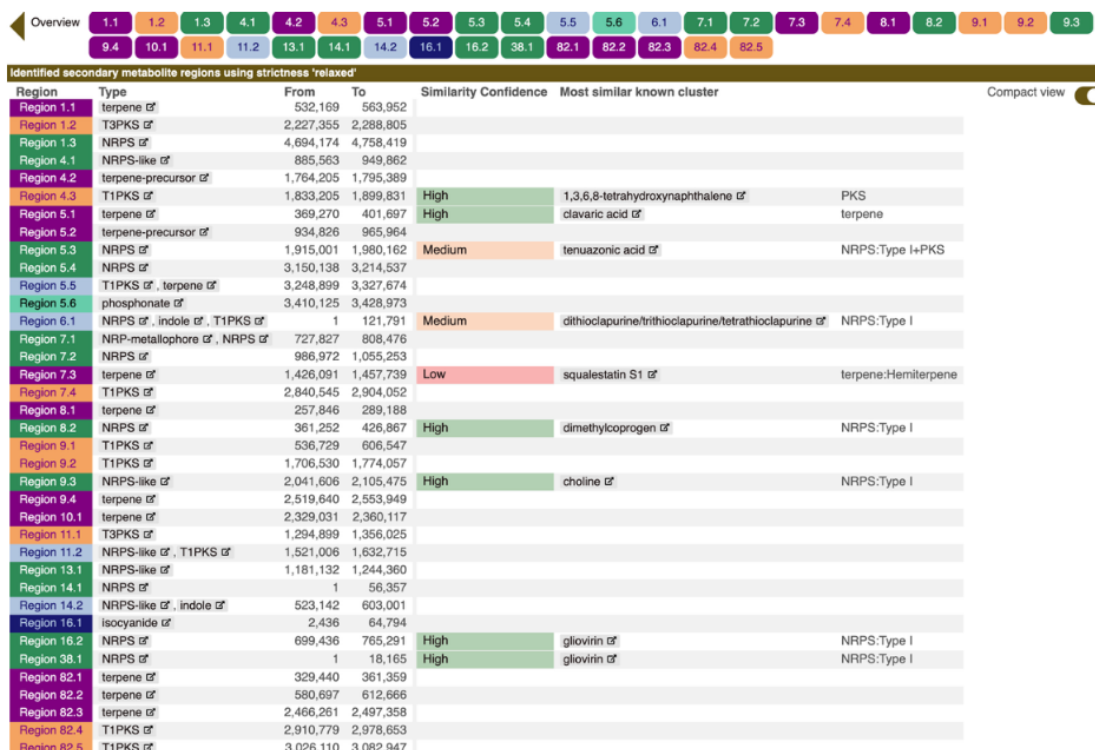 Overview 1.1 1.2 1.3 4.1 4.2 4.3 5.1 5.2 5.3 5.4 5.5 5.6 6.1 7.1 7.2 7.3 7.4 8.1 8.2 9.1 9.2 9.3
9.4 10.1 11.1 11.2 13.1 14.1 14.2 16.1 16.2 38.1 82.1 82.2 82.3 82.4 82.5
Identified secondary metabolite regions using strictness 'relaxed'
Region Type From To Similarity Confidence Most similar known cluster Compact view
Region 1.1 terpene 532,169 563,952
Region 1.2 T3PKS 2,227,355 2,288,805
Region 1.3 NRPS 4,694,174 4,758,419
Region 4.1 NRPS-like 885,563 949,862
Region 4.2 terpene-precursor 1,764,205 1,795,389
Region 4.3 T1PKS 1,833,205 1,899,831 High 1,3,6,8-tetrahydroxynaphthalene PKS
Region 5.1 terpene 369,270 401,697 High clavaric acid terpene
Region 5.2 terpene-precursor 934,826 965,964
Region 5.3 NRPS 1,915,001 1,980,162 Medium tenuazonic acid NRPS:Type I+PKS
Region 5.4 NRPS 3,150,138 3,214,537
Region 5.5 T1PKS , terpene 3,248,899 3,327,674
Region 5.6 phosphonate 3,410,125 3,428,973
Region 6.1 NRPS , indole , T1PKS 1 121,791 Medium dithioclapurine/trithioclapurine/tetrathioclapurine NRPS:Type I
Region 7.1 NRP-metallophore , NRPS 727,827 808,476
Region 7.2 NRPS 986,972 1,055,253
Region 7.3 terpene 1,426,091 1,457,739 Low squalestatin S1 terpene:Hemiterpene
Region 7.4 T1PKS 2,840,545 2,904,052
Region 8.1 terpene 257,846 289,188
Region 8.2 NRPS 361,252 426,867 High dimethylcoprogen NRPS:Type I
Region 9.1 T1PKS 536,729 606,547
Region 9.2 T1PKS 1,706,530 1,774,057
Region 9.3 NRPS-like 2,041,606 2,105,475 High choline NRPS:Type I
Region 9.4 terpene 2,519,640 2,553,949
Region 10.1 terpene 2,329,031 2,360,117
Region 11.1 T3PKS 1,294,899 1,356,025
Region 11.2 NRPS-like , T1PKS 1,521,006 1,632,715
Region 13.1 NRPS-like 1,181,132 1,244,360
Region 14.1 NRPS 1 56,357
Region 14.2 NRPS-like , indole 523,142 603,001
Region 16.1 isocyanide 2,436 64,794
Region 16.2 NRPS 699,436 765,291 High gliovirin NRPS:Type I
Region 38.1 NRPS 1 18,165 High gliovirin NRPS:Type I
Region 82.1 terpene 329,440 361,359
Region 82.2 terpene 580,697 612,666
Region 82.3 terpene 2,466,261 2,497,358
Region 82.4 T1PKS 2,910,779 2,978,653
Region 82.5 T1PKS 3,026,110 3,082,947